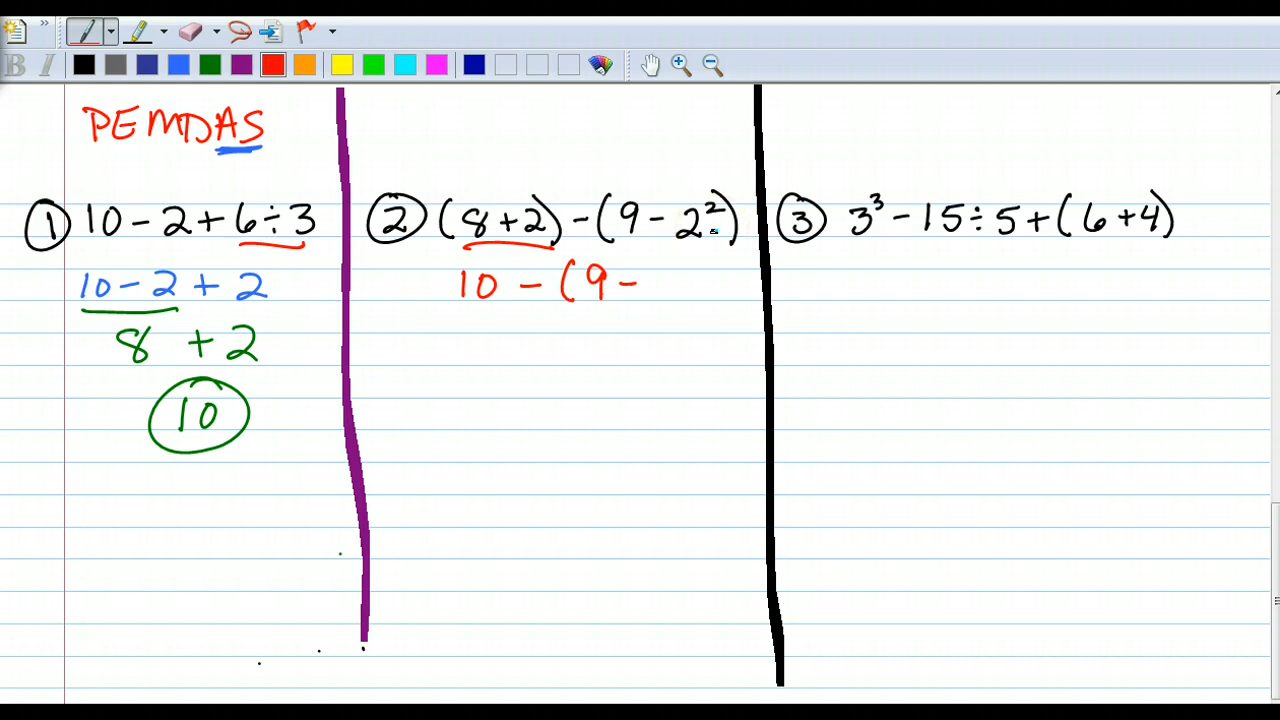 B I
PEMDAS
① 10 - 2 + 6 ÷ 3
10 - 2 + 2
8 + 2
10
② (8 + 2) - (9 - 2²)
10 - (9 -
③ 3³ - 15 ÷ 5 + (6 + 4)